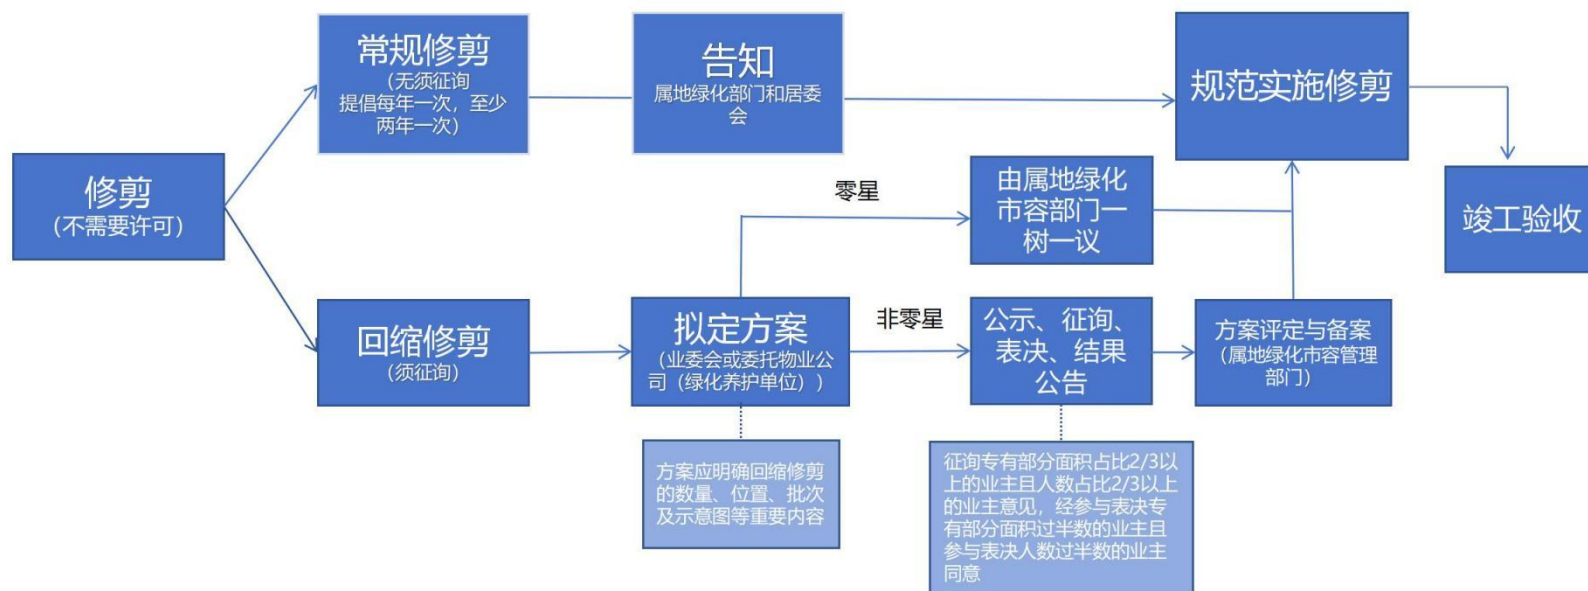 常规修剪
（无须征询
提倡每年一次，至少
两年一次）
告知
属地绿化部门和居委
会
规范实施修剪
修剪
（不需要许可）
零星
由属地绿化
市容部门一
树一议
竣工验收
回缩修剪
（须征询）
拟定方案
（业委会或委托物业公
司（绿化养护单位））
非零星
公示、征询、
表决、结果
公告
方案评定与备案
（属地绿化市容管理
部门）
方案应明确回缩修剪
的数量、位置、批次
及示意图等重要内容
征询专有部分面积占比2/3以
上的业主且人数占比2/3以上
的业主意见，经参与表决专
有部分面积过半数的业主且
参与表决人数过半数的业主
同意